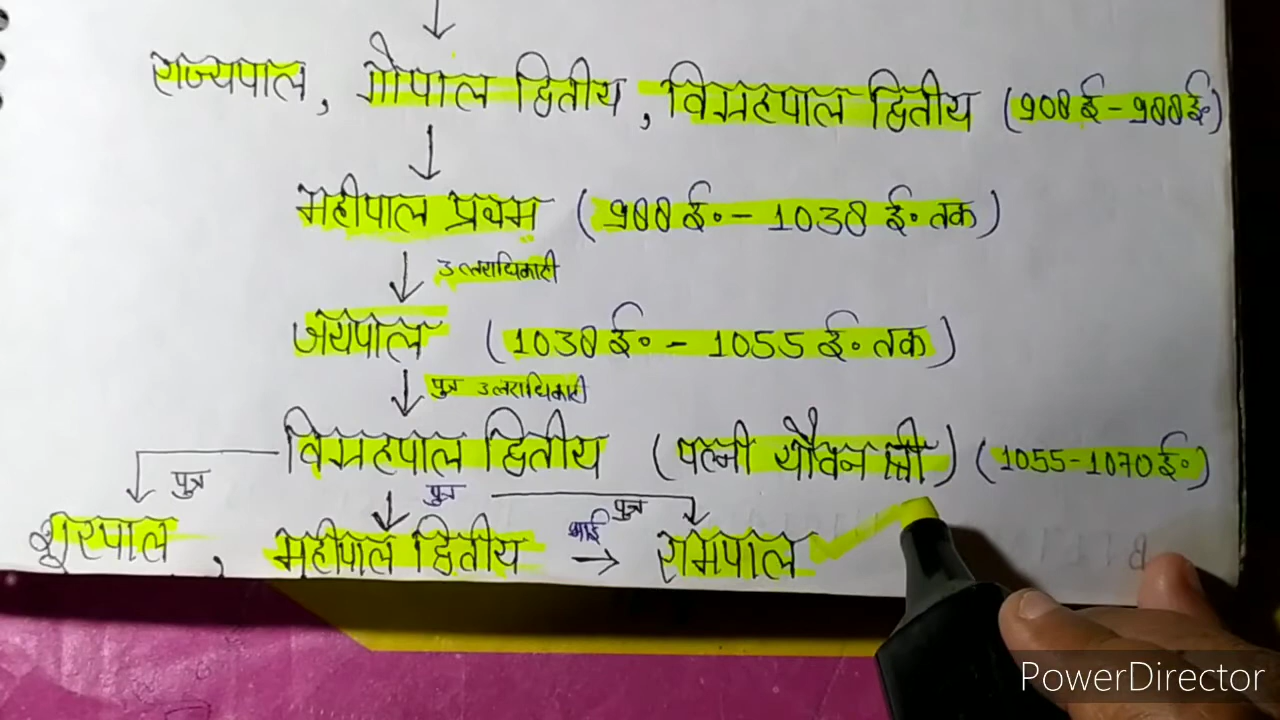 राज्यपाल, गोपाल द्वितीय, विग्रहपाल द्वितीय (908 ई - 988 ई॰)
महीपाल प्रथम (988 ई॰ - 1038 ई॰ तक)
उत्तराधिकारी
जयपाल (1038 ई॰ - 1055 ई॰ तक)
पुत्र उत्तराधिकारी
विग्रहपाल द्वितीय (पत्नी यौवन श्री) (1055-1070 ई॰)
पुत्र पुत्र पुत्र
शूरपाल, महीपाल द्वितीय भाई → रामपाल
PowerDirector